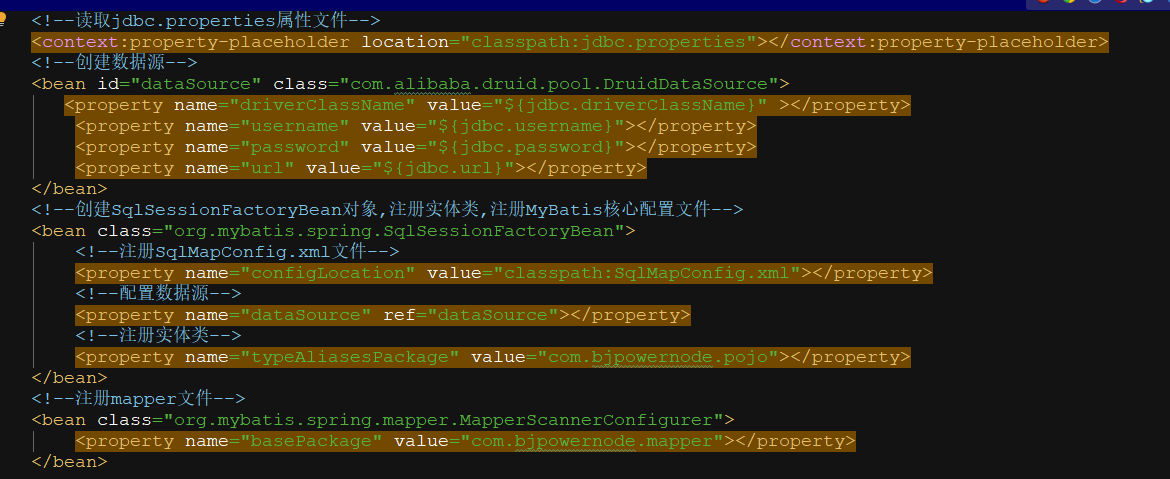 <!--读取jdbc.properties属性文件-->
<context:property-placeholder location="classpath:jdbc.properties"></context:property-placeholder>
<!--创建数据源-->
<bean id="dataSource" class="com.alibaba.druid.pool.DruidDataSource">
<property name="driverClassName" value="${jdbc.driverClassName}" ></property>
<property name="username" value="${jdbc.username}"></property>
<property name="password" value="${jdbc.password}"></property>
<property name="url" value="${jdbc.url}"></property>
</bean>
<!--创建SqlSessionFactoryBean对象,注册实体类,注册MyBatis核心配置文件-->
<bean class="org.mybatis.spring.SqlSessionFactoryBean">
<!--注册SqlMapConfig.xml文件-->
<property name="configLocation" value="classpath:SqlMapConfig.xml"></property>
<!--配置数据源-->
<property name="dataSource" ref="dataSource"></property>
<!--注册实体类-->
<property name="typeAliasesPackage" value="com.bjpowernode.pojo"></property>
</bean>
<!--注册mapper文件-->
<bean class="org.mybatis.spring.mapper.MapperScannerConfigurer">
<property name="basePackage" value="com.bjpowernode.mapper"></property>
</bean>